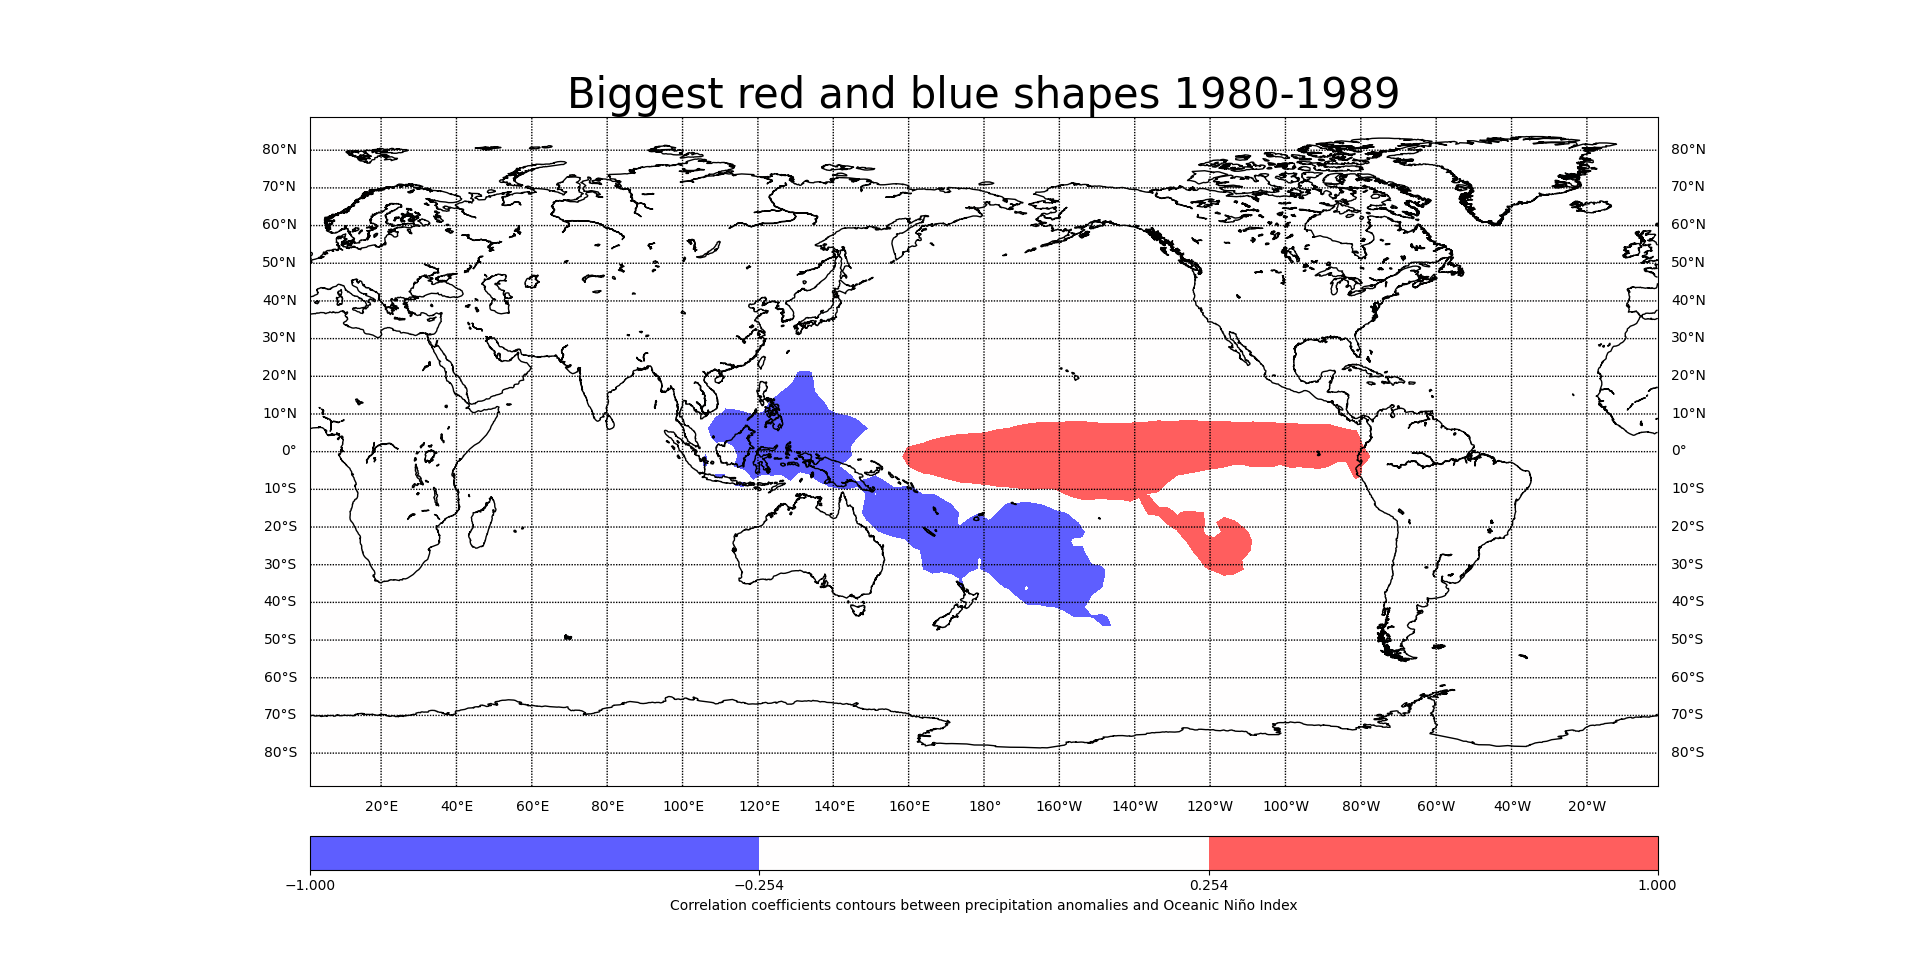 Biggest red and blue shapes 1980-1989
80°N 80°N
70°N 70°N
60°N 60°N
50°N 50°N
40°N 40°N
30°N 30°N
20°N 20°N
10°N 10°N
0° 0°
10°S 10°S
20°S 20°S
30°S 30°S
40°S 40°S
50°S 50°S
60°S 60°S
70°S 70°S
80°S 80°S
20°E 40°E 60°E 80°E 100°E 120°E 140°E 160°E 180° 160°W 140°W 120°W 100°W 80°W 60°W 40°W 20°W
−1.000 −0.254 0.254 1.000
Correlation coefficients contours between precipitation anomalies and Oceanic Niño Index